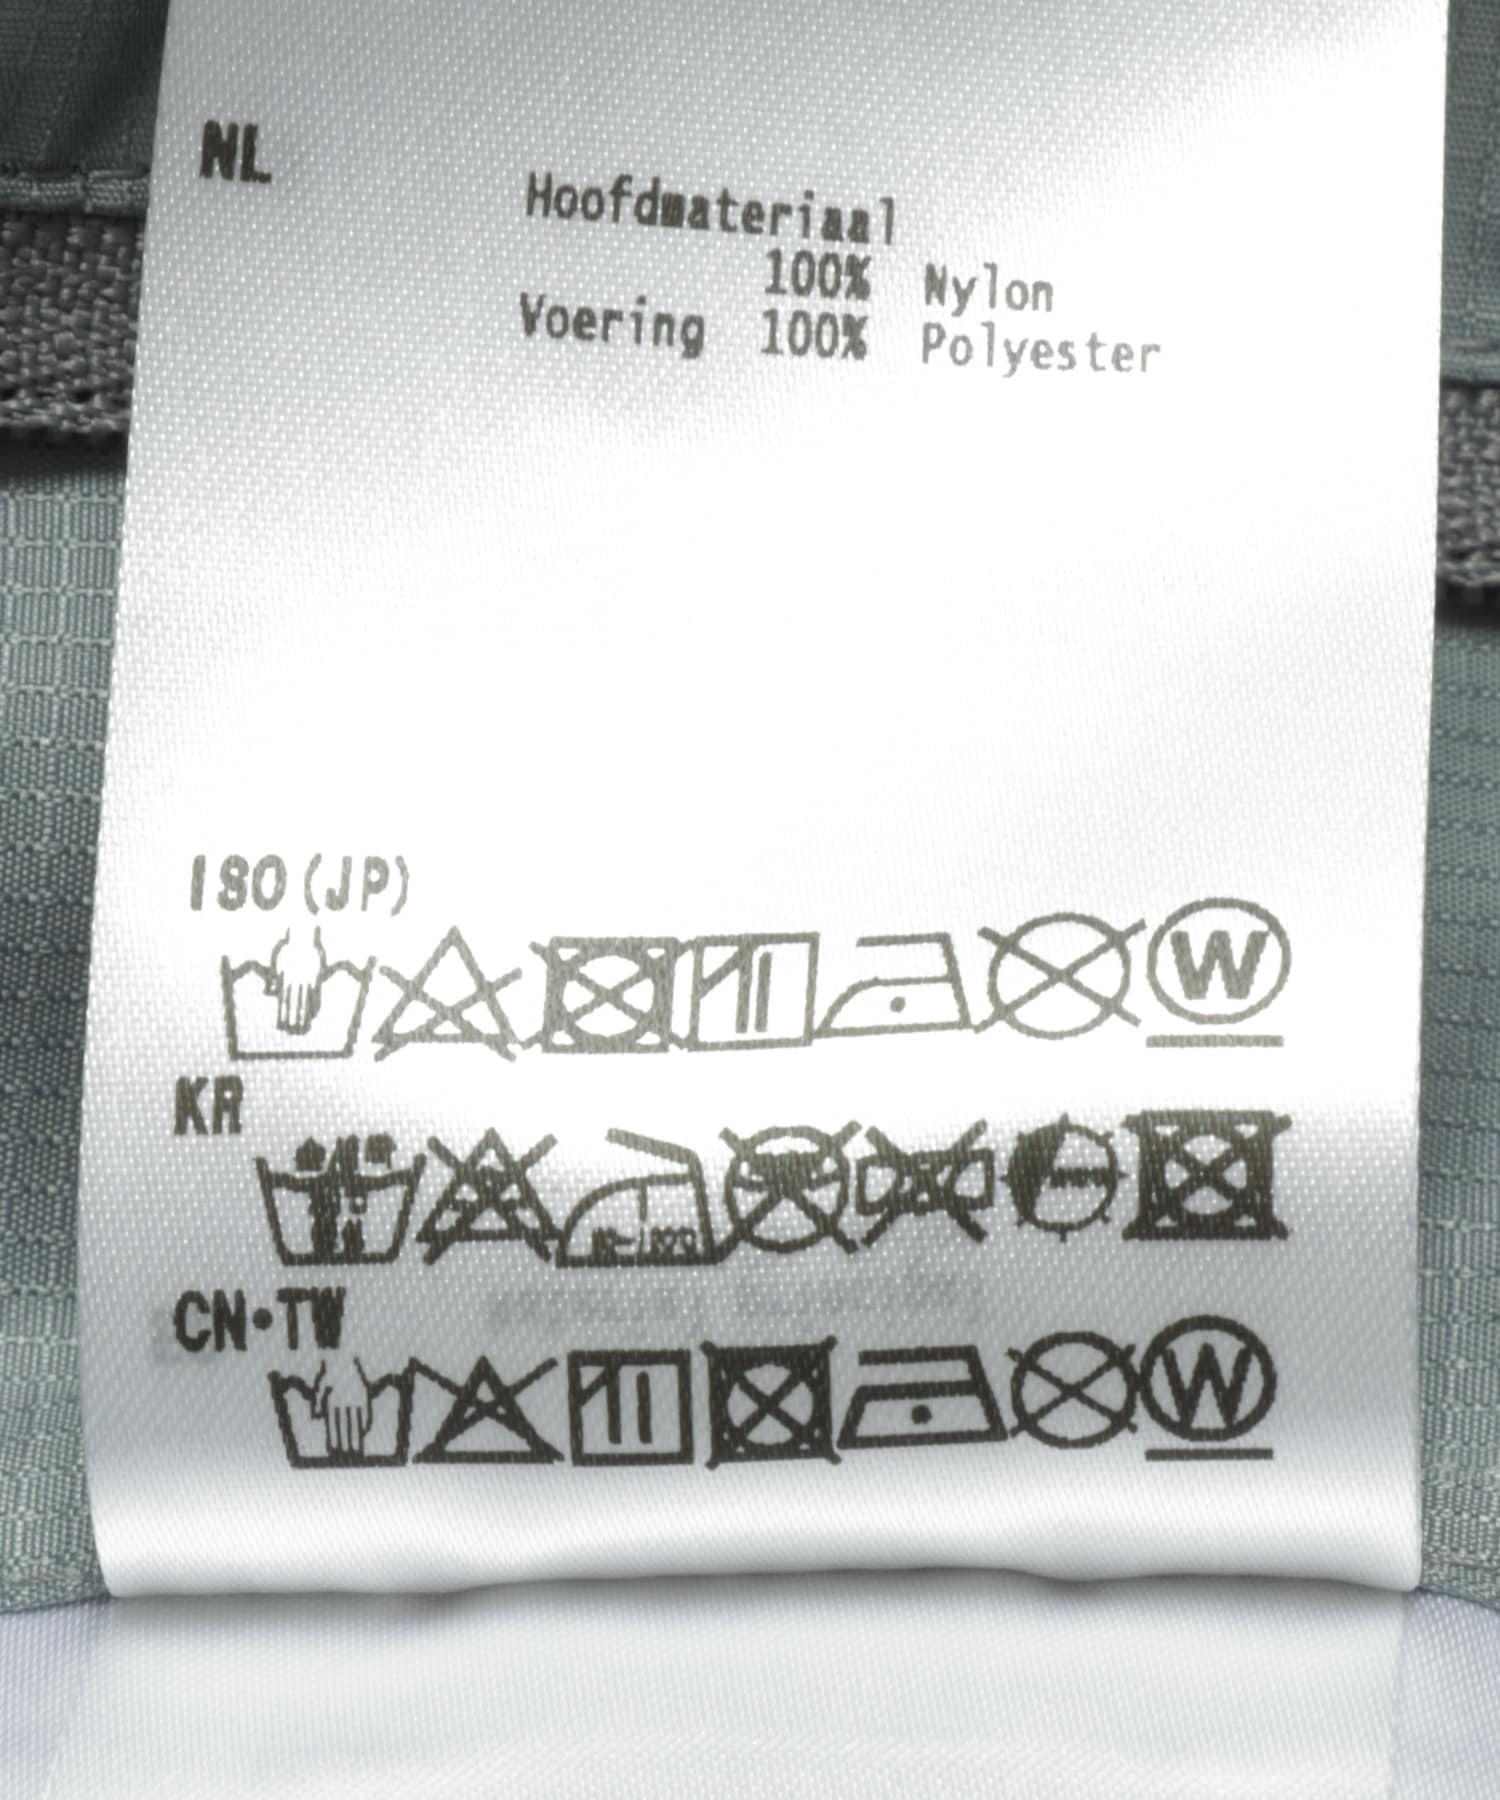 NL
Hoofdmateriaal
100% Nylon
Voering 100% Polyester
ISO(JP)
W
KR
CN•TW
W